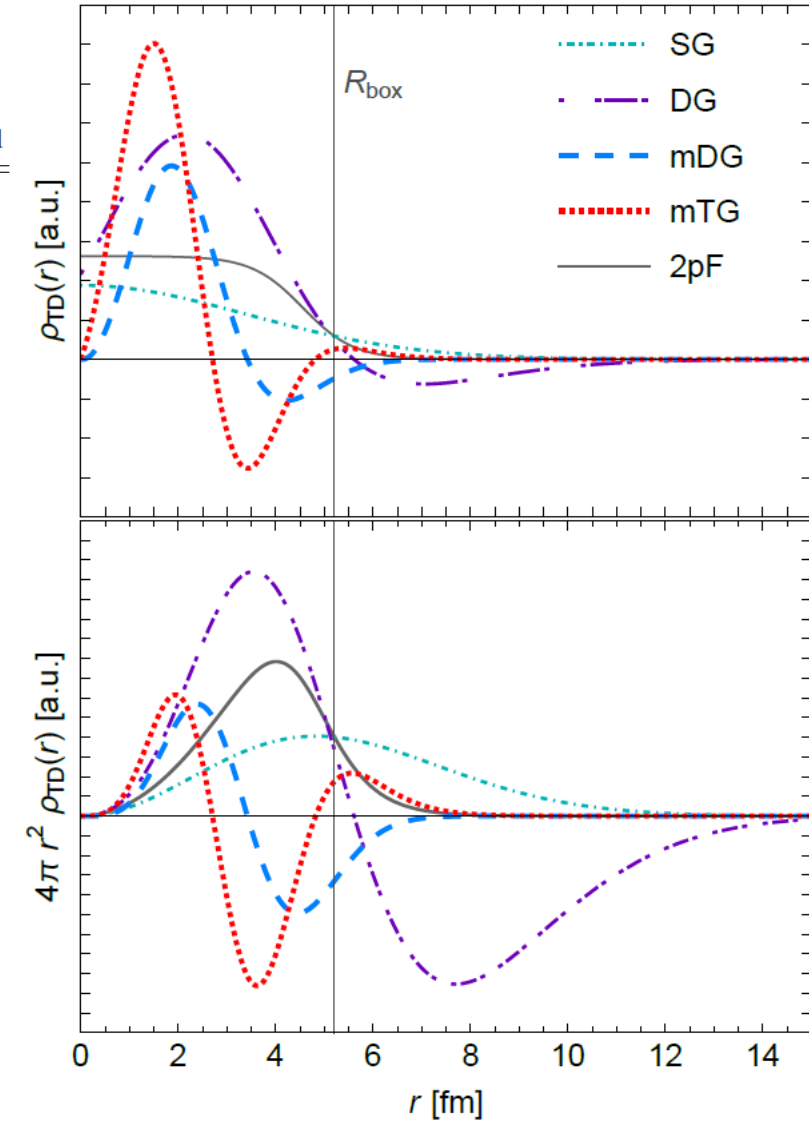 R_box
SG
DG
mDG
mTG
2pF
ρ_TD(r) [a.u.]
4π r² ρ_TD(r) [a.u.]
0 2 4 6 8 10 12 14
r [fm]